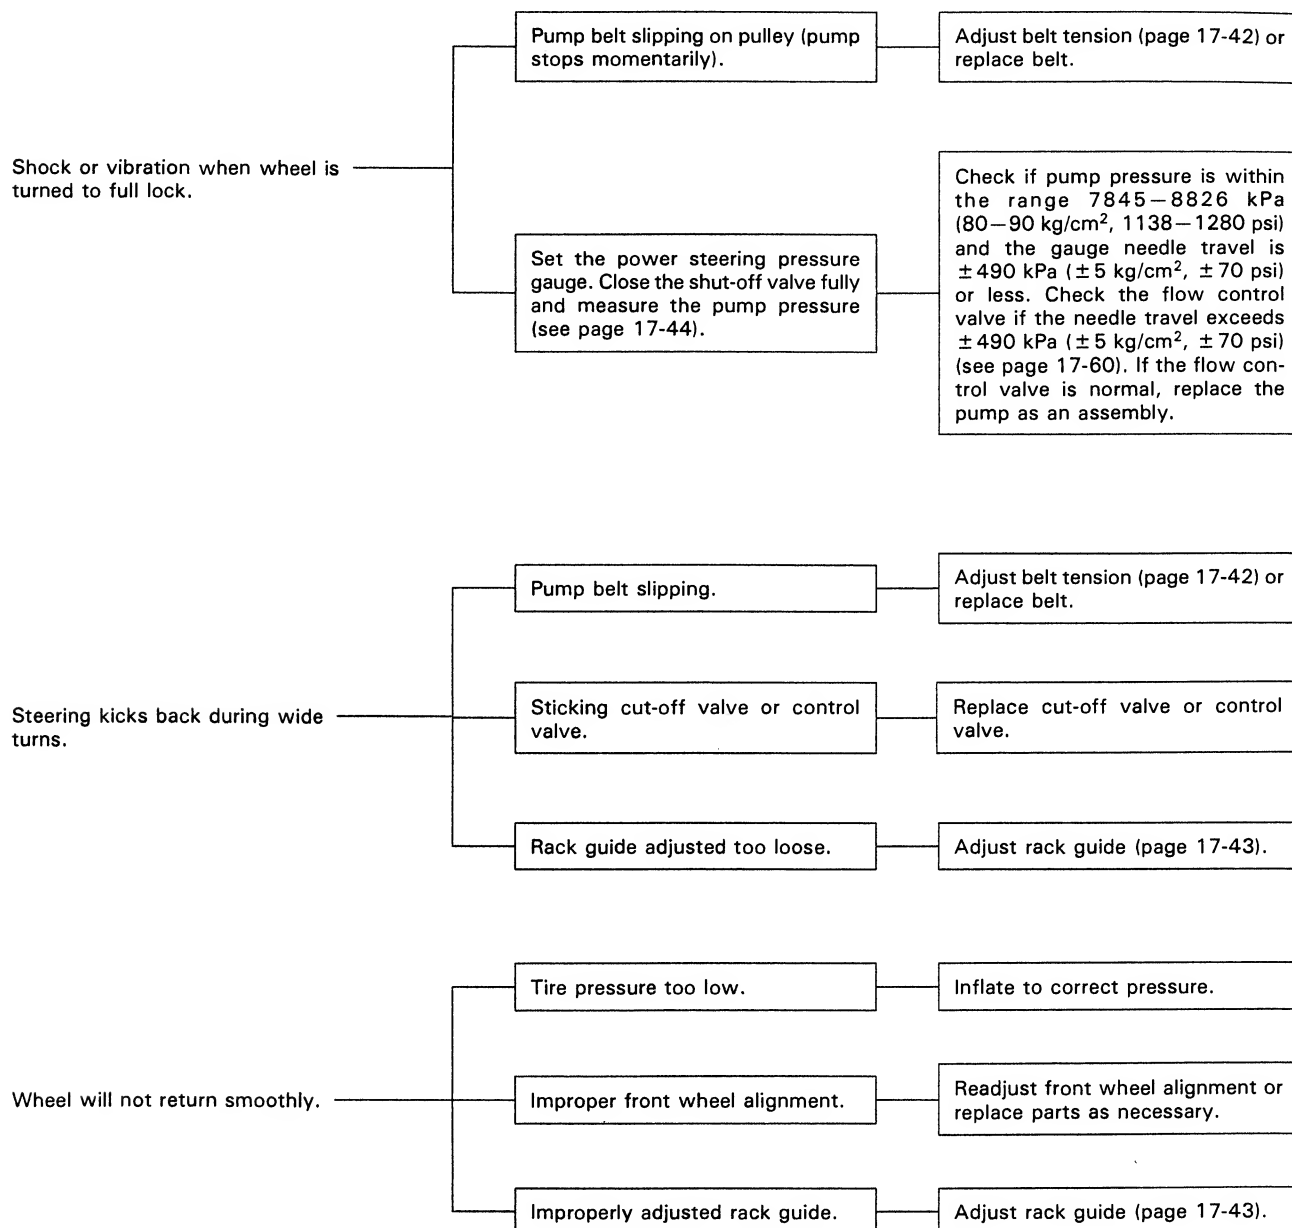 Pump belt slipping on pulley (pump
stops momentarily).
Adjust belt tension (page 17-42) or
replace belt.
Shock or vibration when wheel is
turned to full lock.
Set the power steering pressure
gauge. Close the shut-off valve fully
and measure the pump pressure
(see page 17-44).
Check if pump pressure is within
the range 7845—8826 kPa
(80—90 kg/cm², 1138—1280 psi)
and the gauge needle travel is
±490 kPa (±5 kg/cm², ±70 psi)
or less. Check the flow control
valve if the needle travel exceeds
±490 kPa (±5 kg/cm², ±70 psi)
(see page 17-60). If the flow con-
trol valve is normal, replace the
pump as an assembly.
Pump belt slipping.
Adjust belt tension (page 17-42) or
replace belt.
Steering kicks back during wide
turns.
Sticking cut-off valve or control
valve.
Replace cut-off valve or control
valve.
Rack guide adjusted too loose.
Adjust rack guide (page 17-43).
Tire pressure too low.
Inflate to correct pressure.
Wheel will not return smoothly.
Improper front wheel alignment.
Readjust front wheel alignment or
replace parts as necessary.
Improperly adjusted rack guide.
Adjust rack guide (page 17-43).